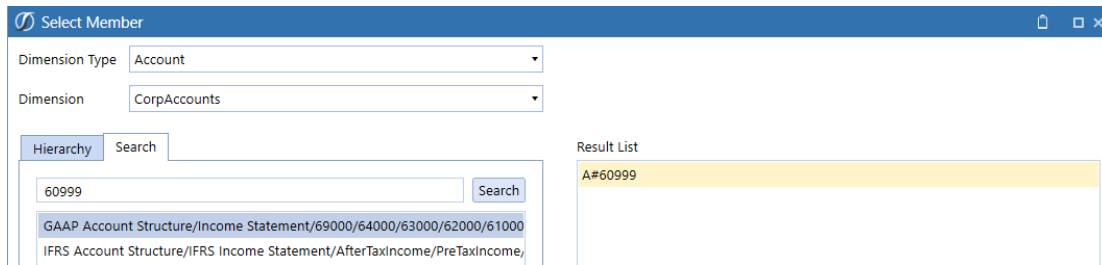 Select Member
Dimension Type Account
Dimension CorpAccounts
Hierarchy Search
Result List
60999 Search
A#60999
GAAP Account Structure/Income Statement/69000/64000/63000/62000/61000
IFRS Account Structure/IFRS Income Statement/AfterTaxIncome/PreTaxIncome/